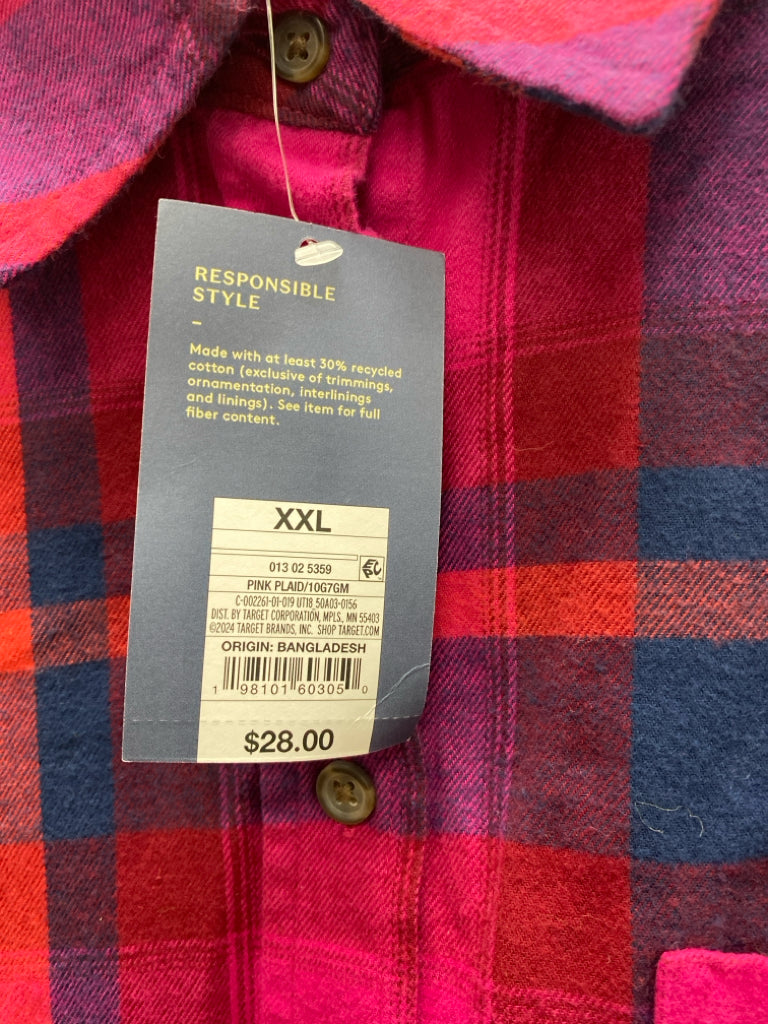 RESPONSIBLE
STYLE
–
Made with at least 30% recycled
cotton (exclusive of trimmings,
ornamentation, interlinings
and linings). See item for full
fiber content.
XXL
013 02 5359
PINK PLAID/10G7GM
C-002261-01-019 UT18 50A03-0156
DIST. BY TARGET CORPORATION, MPLS, MN 55403
©2024 TARGET BRANDS, INC. SHOP TARGET.COM
ORIGIN: BANGLADESH
1 98101 60305 0
$28.00